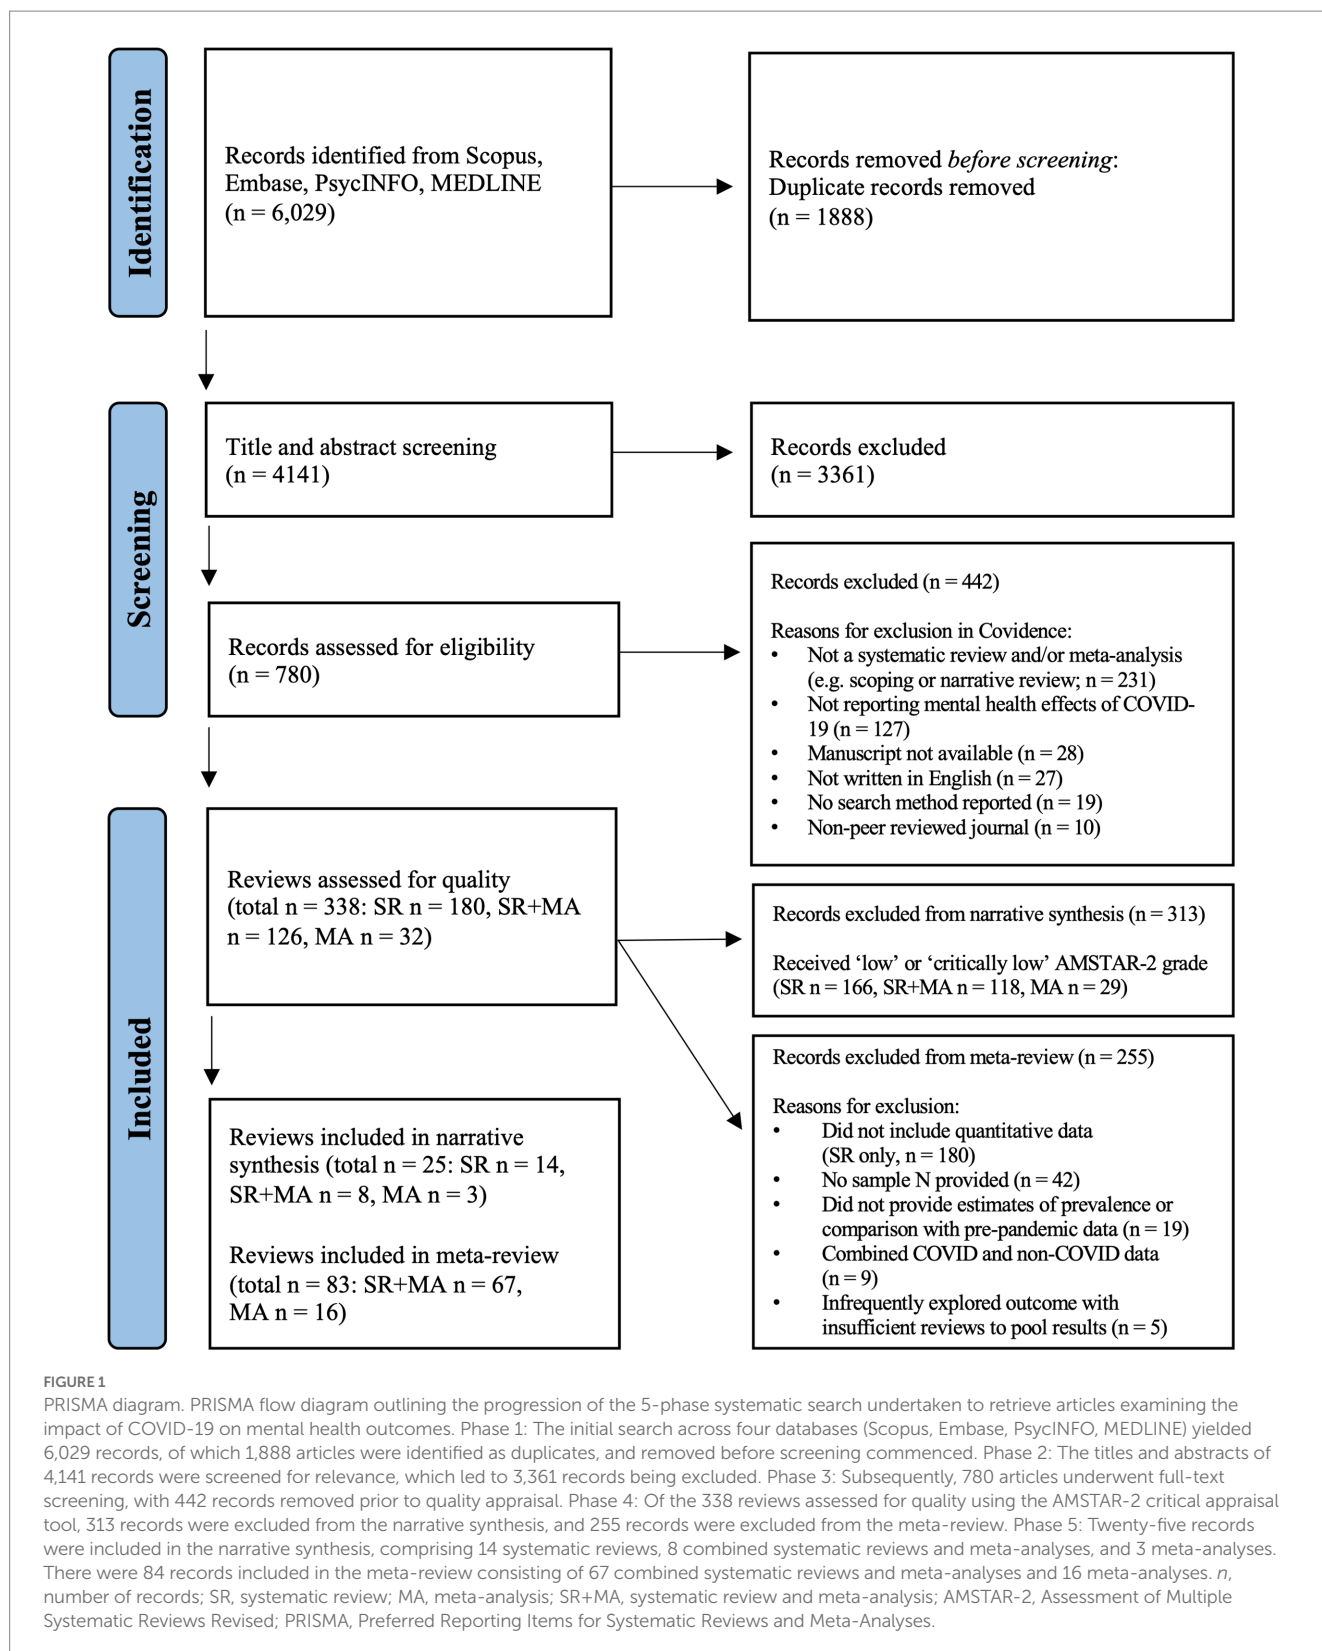 Identification
Records identified from Scopus,
Embase, PsycINFO, MEDLINE
(n = 6,029)
Records removed before screening:
Duplicate records removed
(n = 1888)
Screening
Title and abstract screening
(n = 4141)
Records excluded
(n = 3361)
Records assessed for eligibility
(n = 780)
Records excluded (n = 442)
Reasons for exclusion in Covidence:
• Not a systematic review and/or meta-analysis
(e.g. scoping or narrative review; n = 231)
• Not reporting mental health effects of COVID-
19 (n = 127)
• Manuscript not available (n = 28)
• Not written in English (n = 27)
• No search method reported (n = 19)
• Non-peer reviewed journal (n = 10)
Included
Reviews assessed for quality
(total n = 338: SR n = 180, SR+MA
n = 126, MA n = 32)
Records excluded from narrative synthesis (n = 313)
Received ‘low’ or ‘critically low’ AMSTAR-2 grade
(SR n = 166, SR+MA n = 118, MA n = 29)
Records excluded from meta-review (n = 255)
Reasons for exclusion:
• Did not include quantitative data
(SR only, n = 180)
• No sample N provided (n = 42)
• Did not provide estimates of prevalence or
comparison with pre-pandemic data (n = 19)
• Combined COVID and non-COVID data
(n = 9)
• Infrequently explored outcome with
insufficient reviews to pool results (n = 5)
Reviews included in narrative
synthesis (total n = 25: SR n = 14,
SR+MA n = 8, MA n = 3)
Reviews included in meta-review
(total n = 83: SR+MA n = 67,
MA n = 16)
FIGURE 1
PRISMA diagram. PRISMA flow diagram outlining the progression of the 5-phase systematic search undertaken to retrieve articles examining the
impact of COVID-19 on mental health outcomes. Phase 1: The initial search across four databases (Scopus, Embase, PsycINFO, MEDLINE) yielded
6,029 records, of which 1,888 articles were identified as duplicates, and removed before screening commenced. Phase 2: The titles and abstracts of
4,141 records were screened for relevance, which led to 3,361 records being excluded. Phase 3: Subsequently, 780 articles underwent full-text
screening, with 442 records removed prior to quality appraisal. Phase 4: Of the 338 reviews assessed for quality using the AMSTAR-2 critical appraisal
tool, 313 records were excluded from the narrative synthesis, and 255 records were excluded from the meta-review. Phase 5: Twenty-five records
were included in the narrative synthesis, comprising 14 systematic reviews, 8 combined systematic reviews and meta-analyses, and 3 meta-analyses.
There were 84 records included in the meta-review consisting of 67 combined systematic reviews and meta-analyses and 16 meta-analyses. n,
number of records; SR, systematic review; MA, meta-analysis; SR+MA, systematic review and meta-analysis; AMSTAR-2, Assessment of Multiple
Systematic Reviews Revised; PRISMA, Preferred Reporting Items for Systematic Reviews and Meta-Analyses.